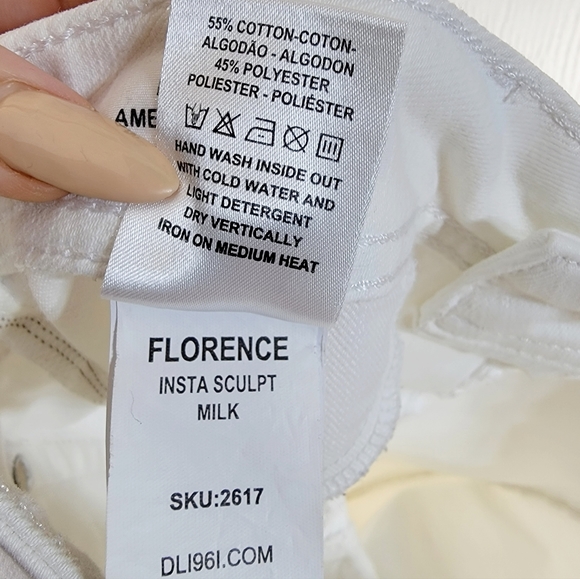 55% COTTON-COTON-
ALGODÃO - ALGODON
45% POLYESTER
POLIESTER - POLIÉSTER
AME
HAND WASH INSIDE OUT
WITH COLD WATER AND
LIGHT DETERGENT
DRY VERTICALLY
IRON ON MEDIUM HEAT
FLORENCE
INSTA SCULPT
MILK
SKU:2617
DL1961.COM